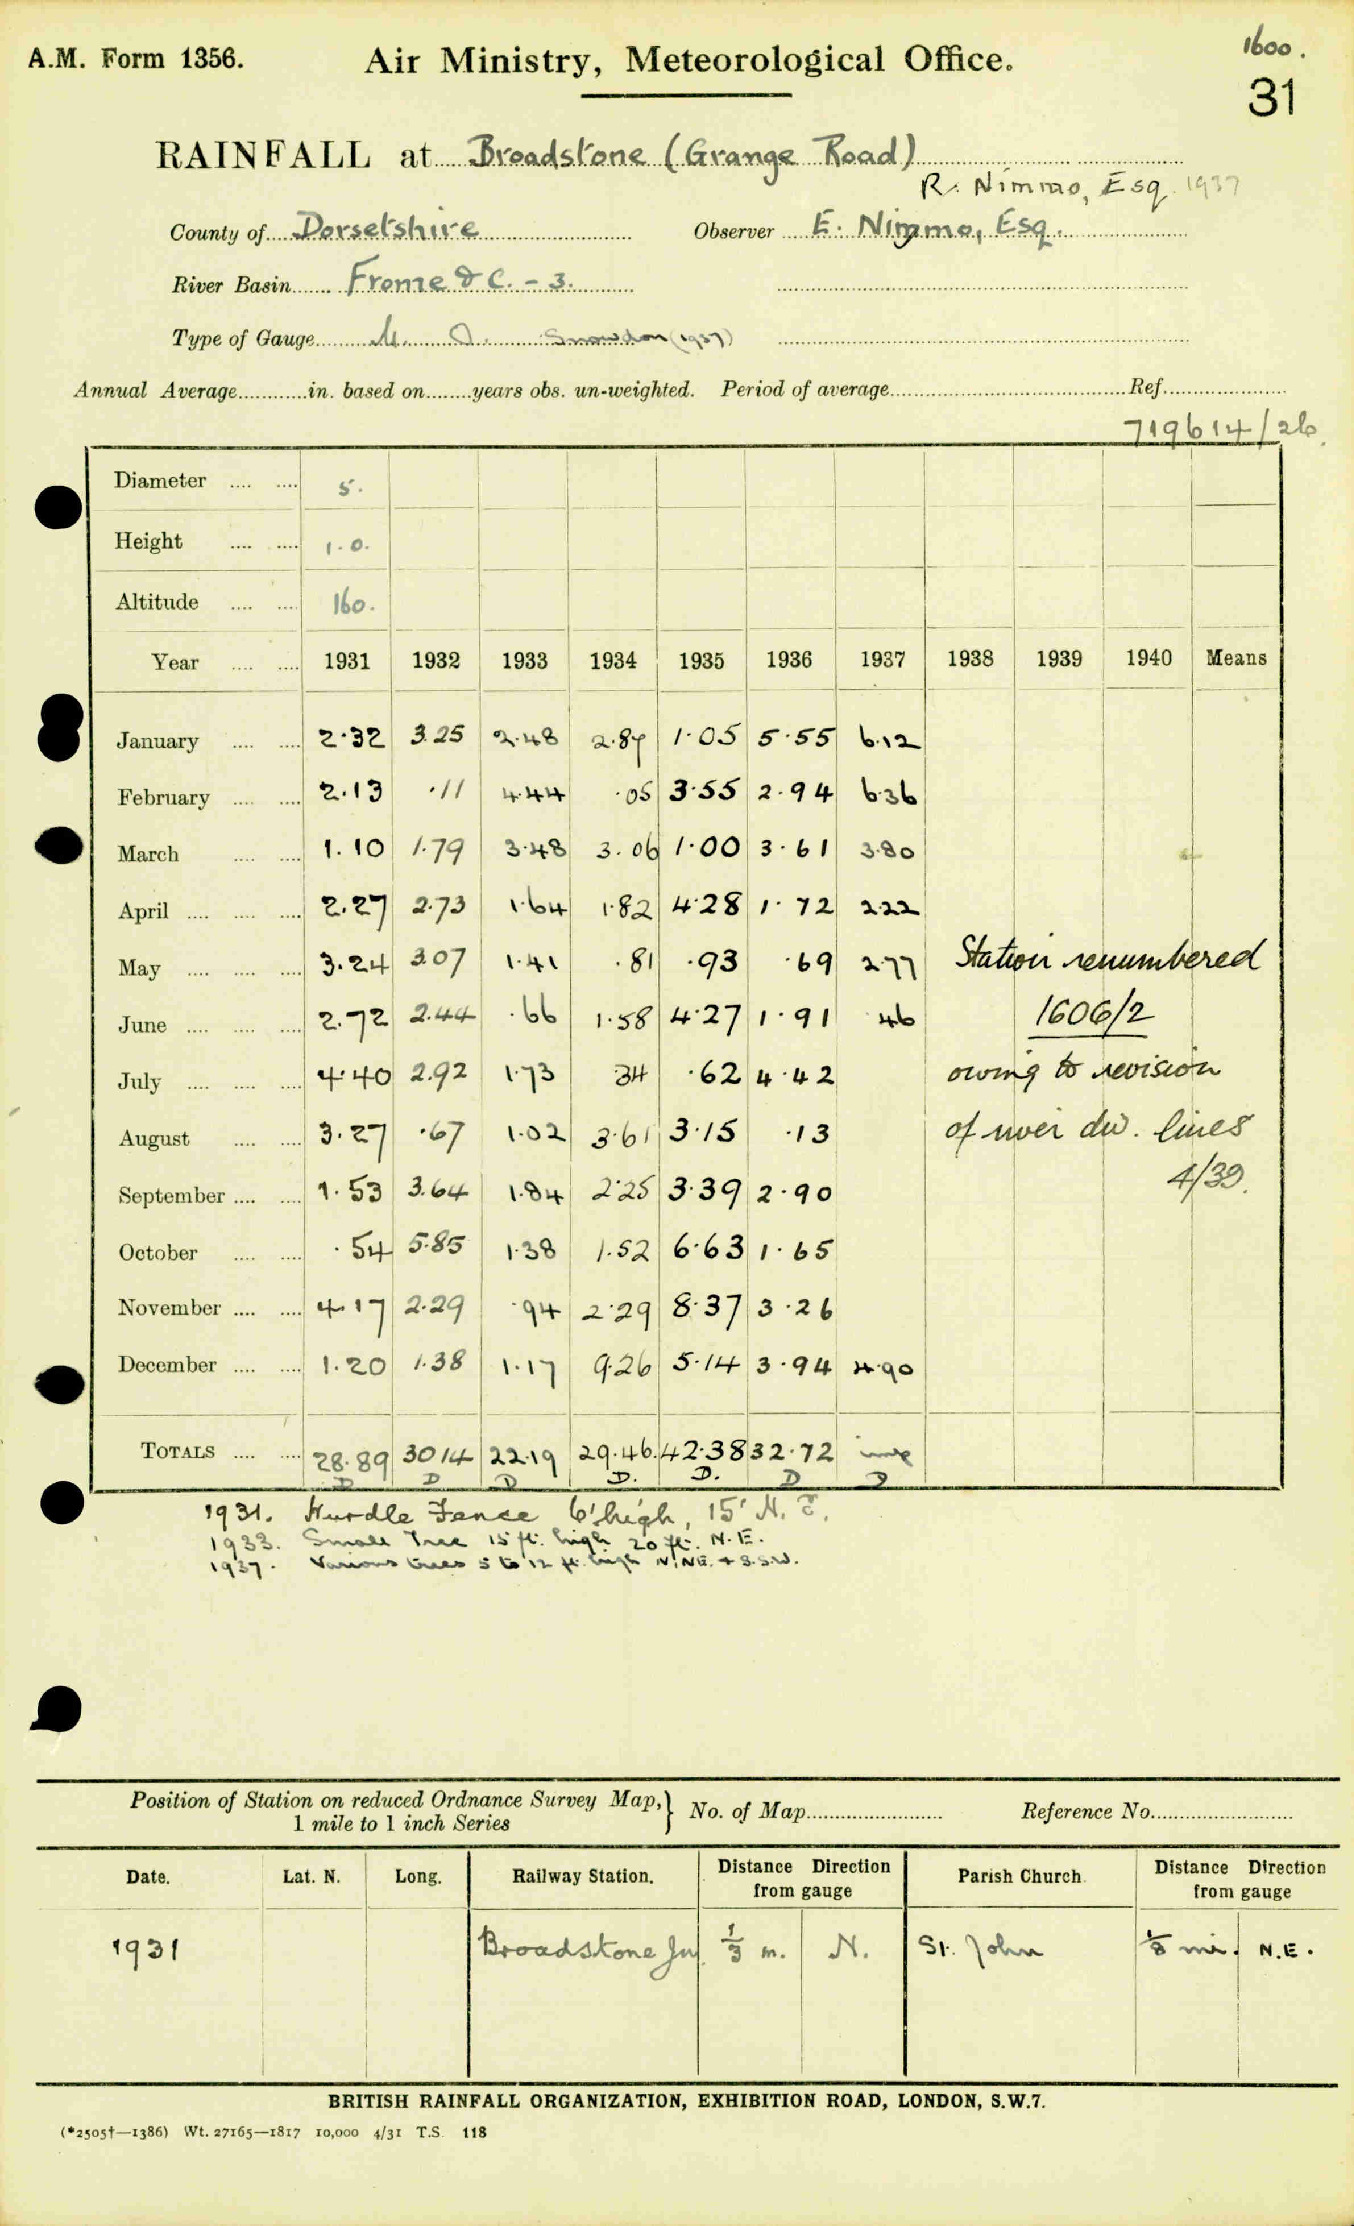 1600.
A.M. Form 1356. Air Ministry, Meteorological Office.
31
RAINFALL at Broadstone (Grange Road)
R. Nimmo, Esq 1937
County of Dorsetshire Observer E. Nimmo, Esq.
River Basin Frome &c. - 3.
Type of Gauge M. O. Snowdon (1937)
Annual Average in. based on years obs. un-weighted. Period of average Ref.
719614/26.
Diameter 5.
Height 1.0.
Altitude 160.
Year 1931 1932 1933 1934 1935 1936 1937 1938 1939 1940 Means
January 2.32 3.25 2.48 2.87 1.05 5.55 6.12
February 2.13 .11 4.44 .05 3.55 2.94 6.36
March 1.10 1.79 3.48 3.06 1.00 3.61 3.80
April 2.27 2.73 1.64 1.82 4.28 1.72 2.22
May 3.24 3.07 1.41 .81 .93 .69 2.77 Station renumbered
June 2.72 2.44 .66 1.58 4.27 1.91 46 1606/2
July 4.40 2.92 1.73 34 .62 4.42 owing to revision
August 3.27 .67 1.02 3.61 3.15 .13 of river div. lines
September 1.53 3.64 1.84 2.25 3.39 2.90 4/39.
October .54 5.85 1.38 1.52 6.63 1.65
November 4.17 2.29 .94 2.29 8.37 3.26
December 1.20 1.38 1.17 9.26 5.14 3.94 4.90
TOTALS 28.89 30 14 22.19 29.46. 42.38 32.72
D D D D. D. D D
1931. Hurdle Fence 6' high, 15' N. E.
1933. Small Tree 15 ft. high 20 ft. N.E.
1937. Various trees 5 to 12 ft. high N, NE. + S.S.W.
Position of Station on reduced Ordnance Survey Map, } No. of Map Reference No.
1 mile to 1 inch Series
Date. Lat. N. Long. Railway Station. Distance Direction from gauge Parish Church Distance Direction from gauge
1931 Broadstone Jn 1/3 m. N. St. John 1/8 mi. N.E.
BRITISH RAINFALL ORGANIZATION, EXHIBITION ROAD, LONDON, S.W.7.
(*2505†—1386) Wt. 27165—1817 10,000 4/31 T.S. 118